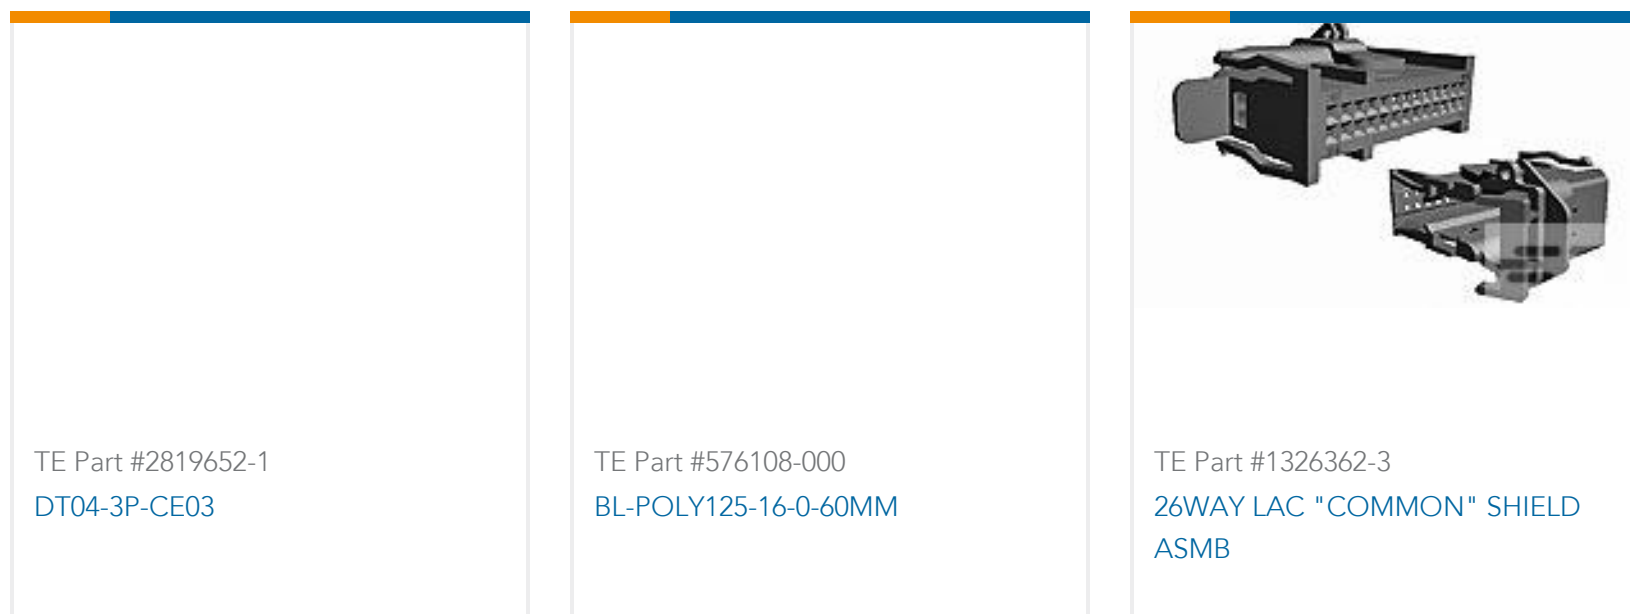 TE Part #2819652-1
DT04-3P-CE03
TE Part #576108-000
BL-POLY125-16-0-60MM
TE Part #1326362-3
26WAY LAC "COMMON" SHIELD
ASMB